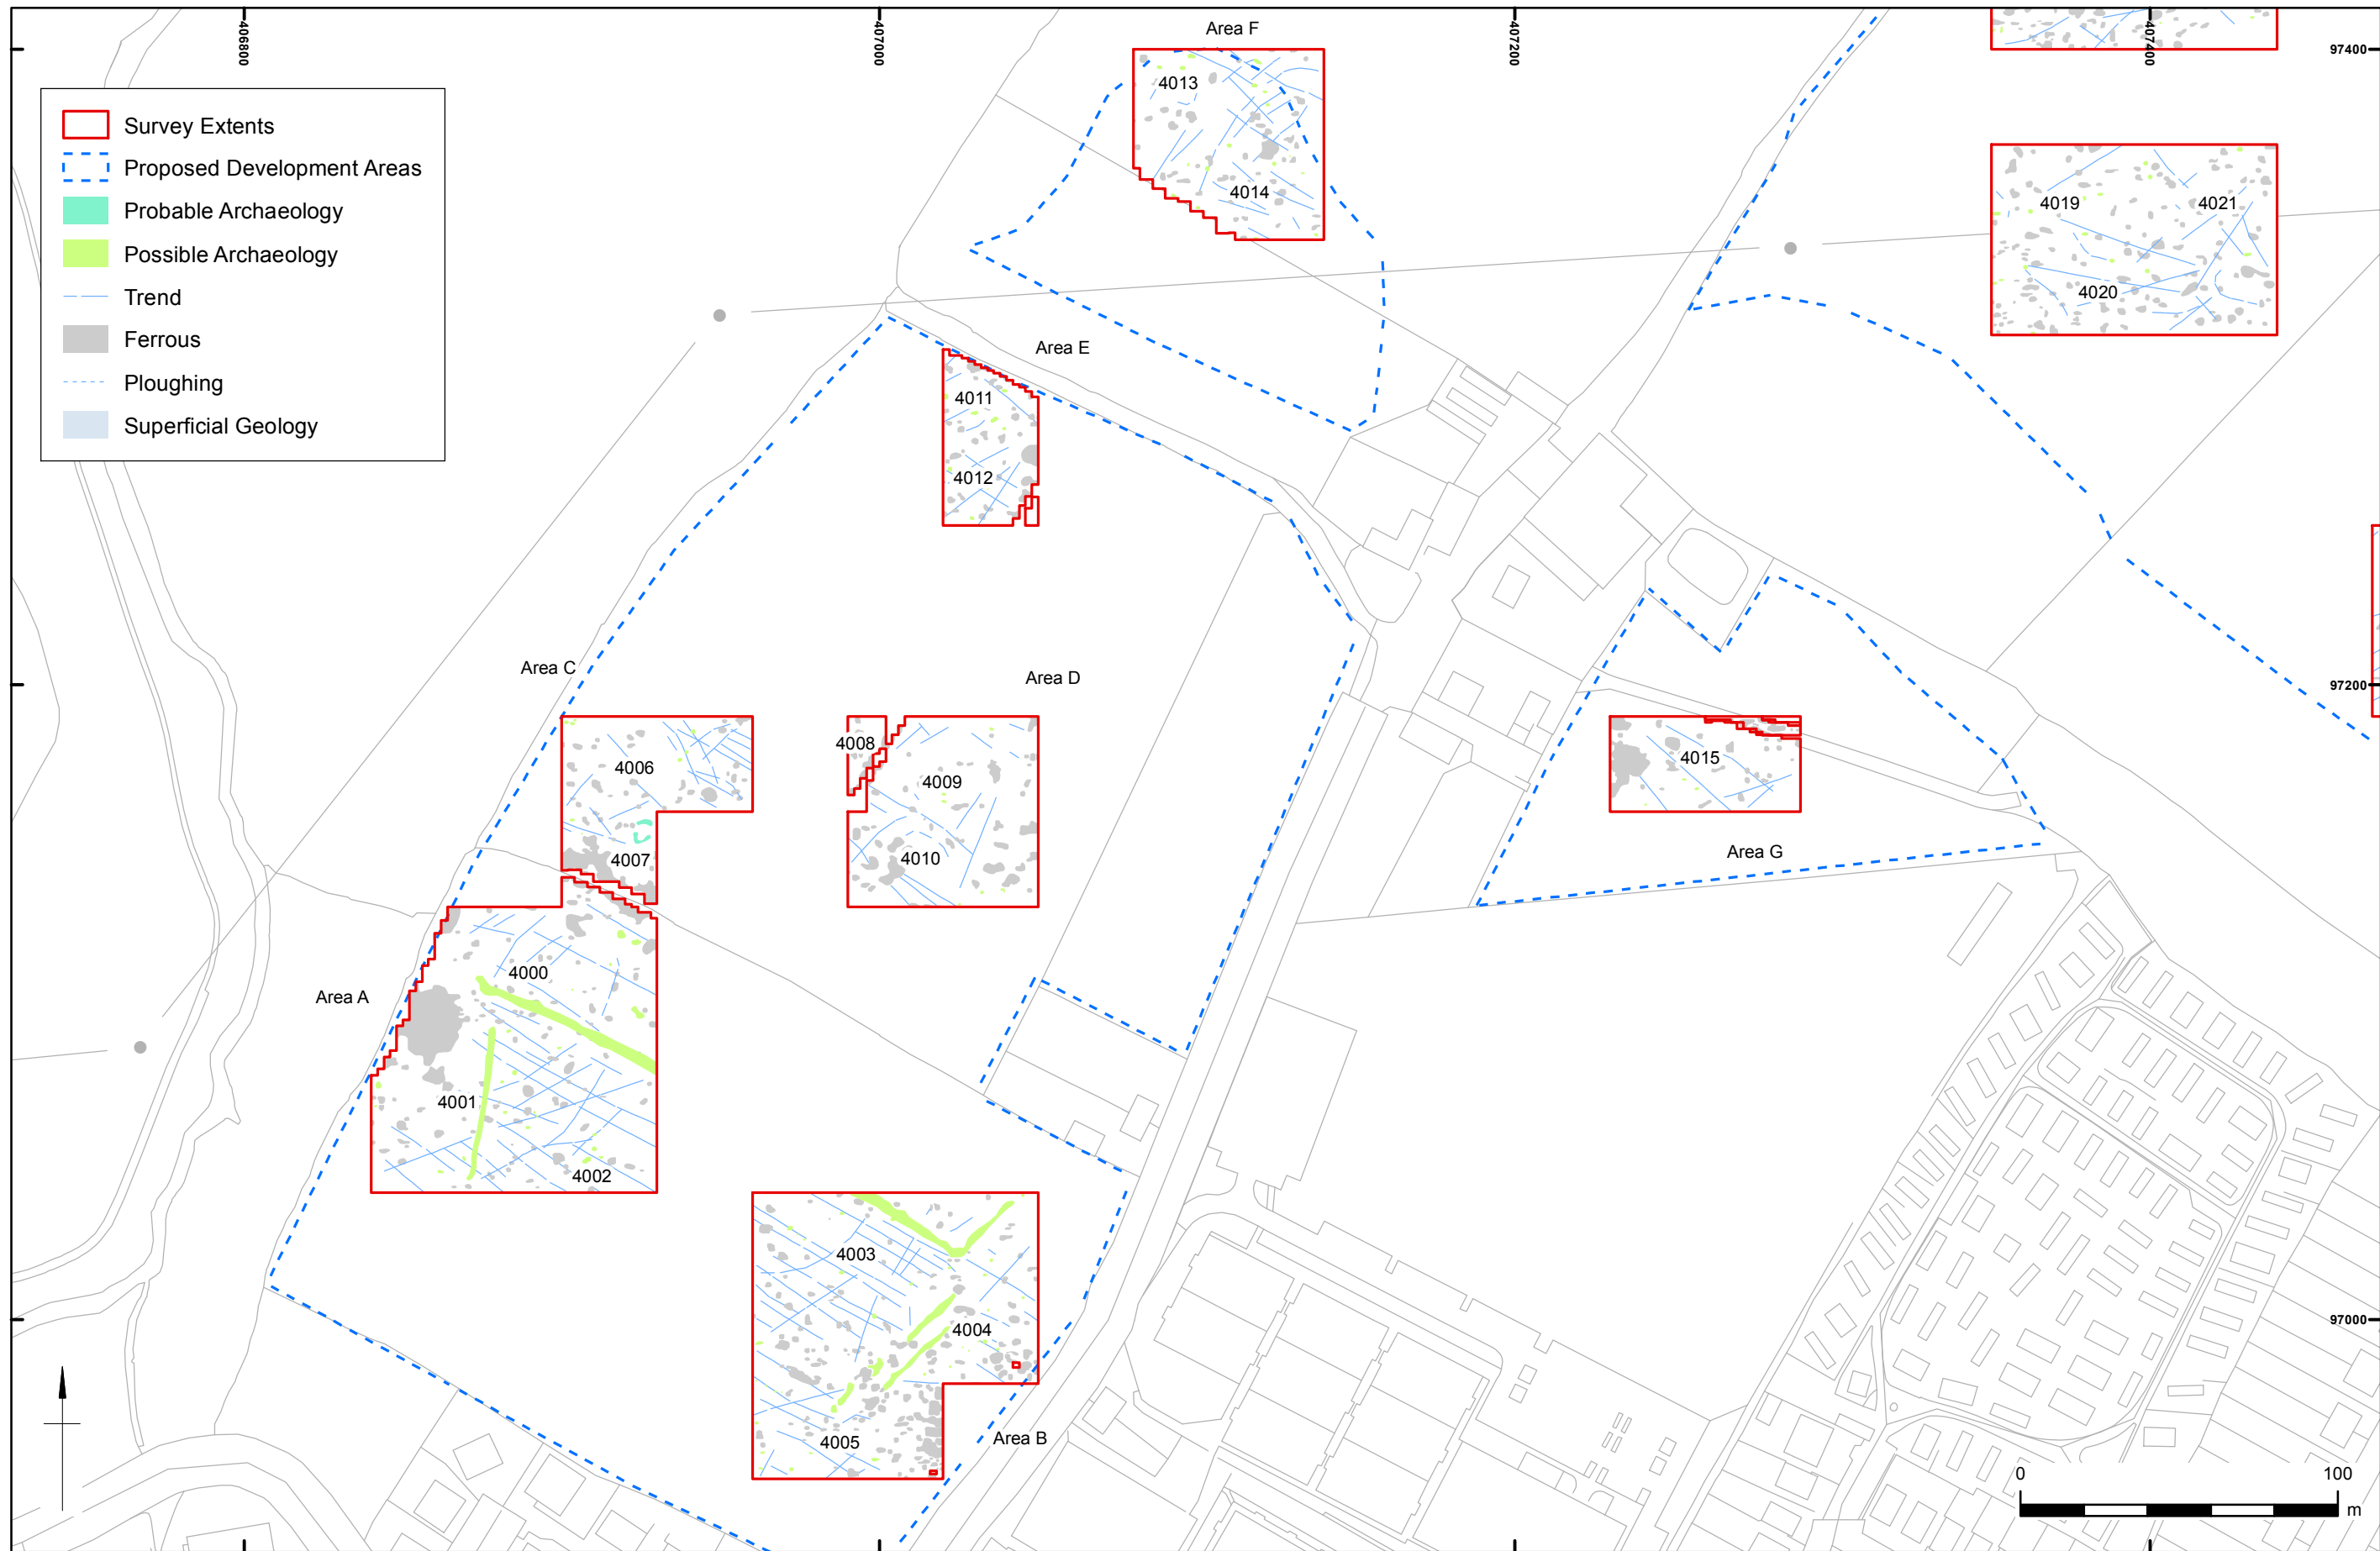 406800
407000
407200
407400
97400
97200
97000
Survey Extents
Proposed Development Areas
Probable Archaeology
Possible Archaeology
Trend
Ferrous
Ploughing
Superficial Geology
Area F
4013
4014
4019
4021
4020
Area E
4011
4012
Area C
Area D
4006
4007
4008
4009
4010
4015
Area G
Area A
4000
4001
4002
4003
4004
4005
Area B
0
100
m